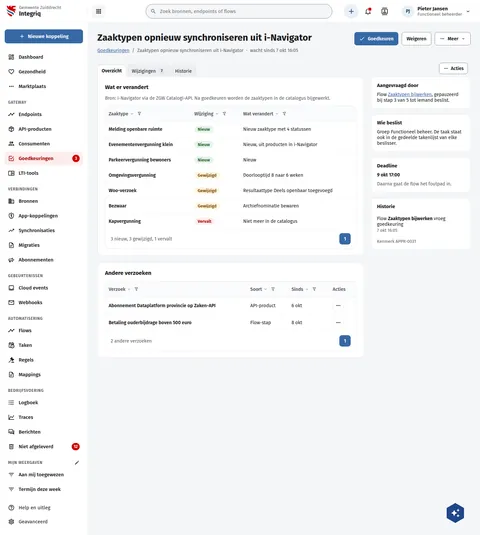 Gemeente Zuiddrecht
Integriq
Zoek bronnen, endpoints of flows
Pieter Jansen
Functioneel beheerder
PJ
+ Nieuwe koppeling
Dashboard
Gezondheid
Marktplaats
GATEWAY
Endpoints
API-producten
Consumenten
Goedkeuringen
LTI-tools
VERBINDINGEN
Bronnen
App-koppelingen
Synchronisaties
Migraties
Abonnementen
GEBEURTENISSEN
Cloud events
Webhooks
AUTOMATISERING
Flows
Taken
Regels
Mappings
BEDRIJFSVOERING
Logboek
Traces
Berichten
Niet afgeleverd
MIJN WEERGAVEN
Aan mij toegewezen
Termijn deze week
Help en uitleg
Geavanceerd
Zaaktypen opnieuw synchroniseren uit i-Navigator
Goedkeuringen / Zaaktypen opnieuw synchroniseren uit i-Navigator · wacht sinds 7 okt 16:05
Goedkeuren
Weigeren
Meer
Overzicht
Wijzigingen 7
Historie
Acties
Wat er verandert
Bron: i-Navigator via de ZGW Catalogi-API. Na goedkeuren worden de zaaktypen in de catalogus bijgewerkt.
Zaaktype Wijziging Wat verandert
Melding openbare ruimte Nieuw Nieuw zaaktype met 4 statussen
Evenementenvergunning klein Nieuw Nieuw, uit producten in i-Navigator
Parkeervergunning bewoners Nieuw Nieuw
Omgevingsvergunning Gewijzigd Doorlooptijd 8 naar 6 weken
Woo-verzoek Gewijzigd Resultaattype Deels openbaar toegevoegd
Bezwaar Gewijzigd Archiefnominatie bewaren
Kapvergunning Vervalt Niet meer in de catalogus
3 nieuw, 3 gewijzigd, 1 vervalt
1
Andere verzoeken
Verzoek Soort Sinds Acties
Abonnement Dataplatform provincie op Zaken-API API-product 6 okt
Betaling ouderbijdrage boven 500 euro Flow-stap 8 okt
2 andere verzoeken
1
Aangevraagd door
Flow Zaaktypen bijwerken, gepauzeerd
bij stap 3 van 5 tot iemand beslist.
Wie beslist
Groep Functioneel beheer. De taak staat
ook in de gedeelde takenlijst van elke
beslisser.
Deadline
9 okt 17:00
Daarna gaat de flow het foutpad in.
Historie
Flow Zaaktypen bijwerken vroeg
goedkeuring
7 okt 16:05